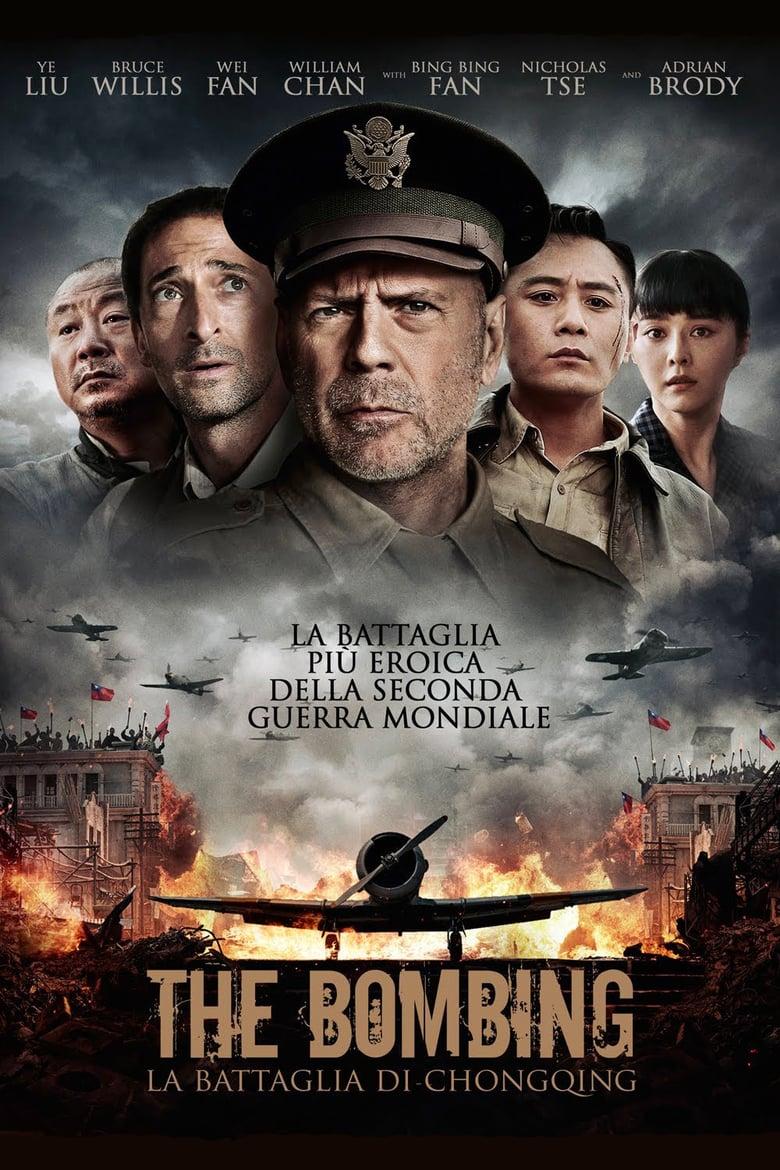 YE LIU BRUCE WILLIS WEI FAN WILLIAM CHAN WITH BING BING FAN NICHOLAS TSE AND ADRIAN BRODY
LA BATTAGLIA
PIÙ EROICA
DELLA SECONDA
GUERRA MONDIALE
THE BOMBING
LA BATTAGLIA DI-CHONGQING